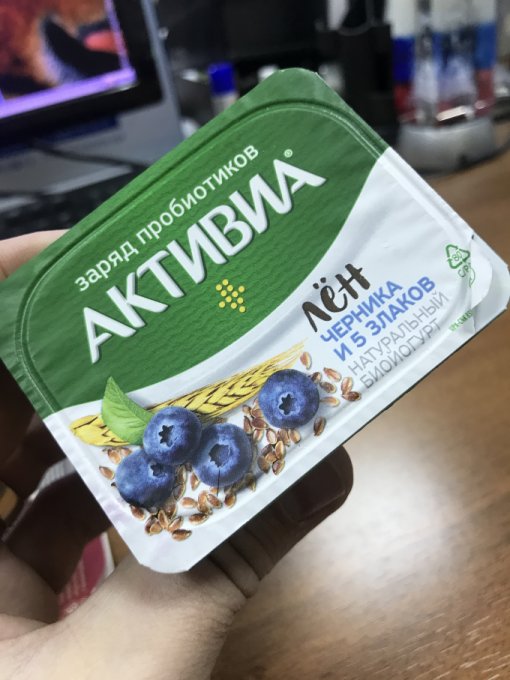 заряд пробиотиков
АКТИВИА®
ЛЁН
ЧЕРНИКА
И 5 ЗЛАКОВ
НАТУРАЛЬНЫЙ
БИОЙОГУРТ